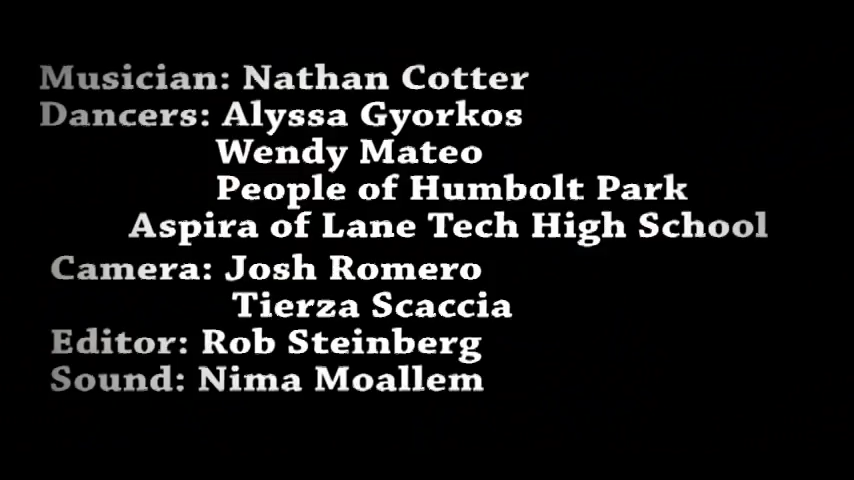 Musician: Nathan Cotter
Dancers: Alyssa Gyorkos
Wendy Mateo
People of Humbolt Park
Aspira of Lane Tech High School
Camera: Josh Romero
Tierza Scaccia
Editor: Rob Steinberg
Sound: Nima Moallem